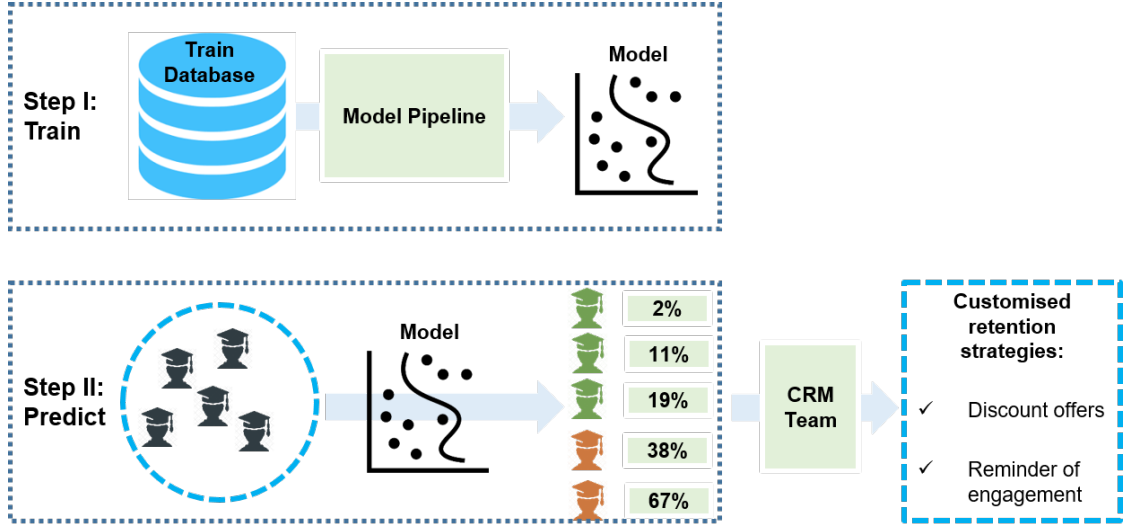 Step I:
Train
Train
Database
Model Pipeline
Model
Step II:
Predict
Model
2%
11%
19%
38%
67%
CRM
Team
Customised
retention
strategies:
✓ Discount offers
✓ Reminder of
engagement